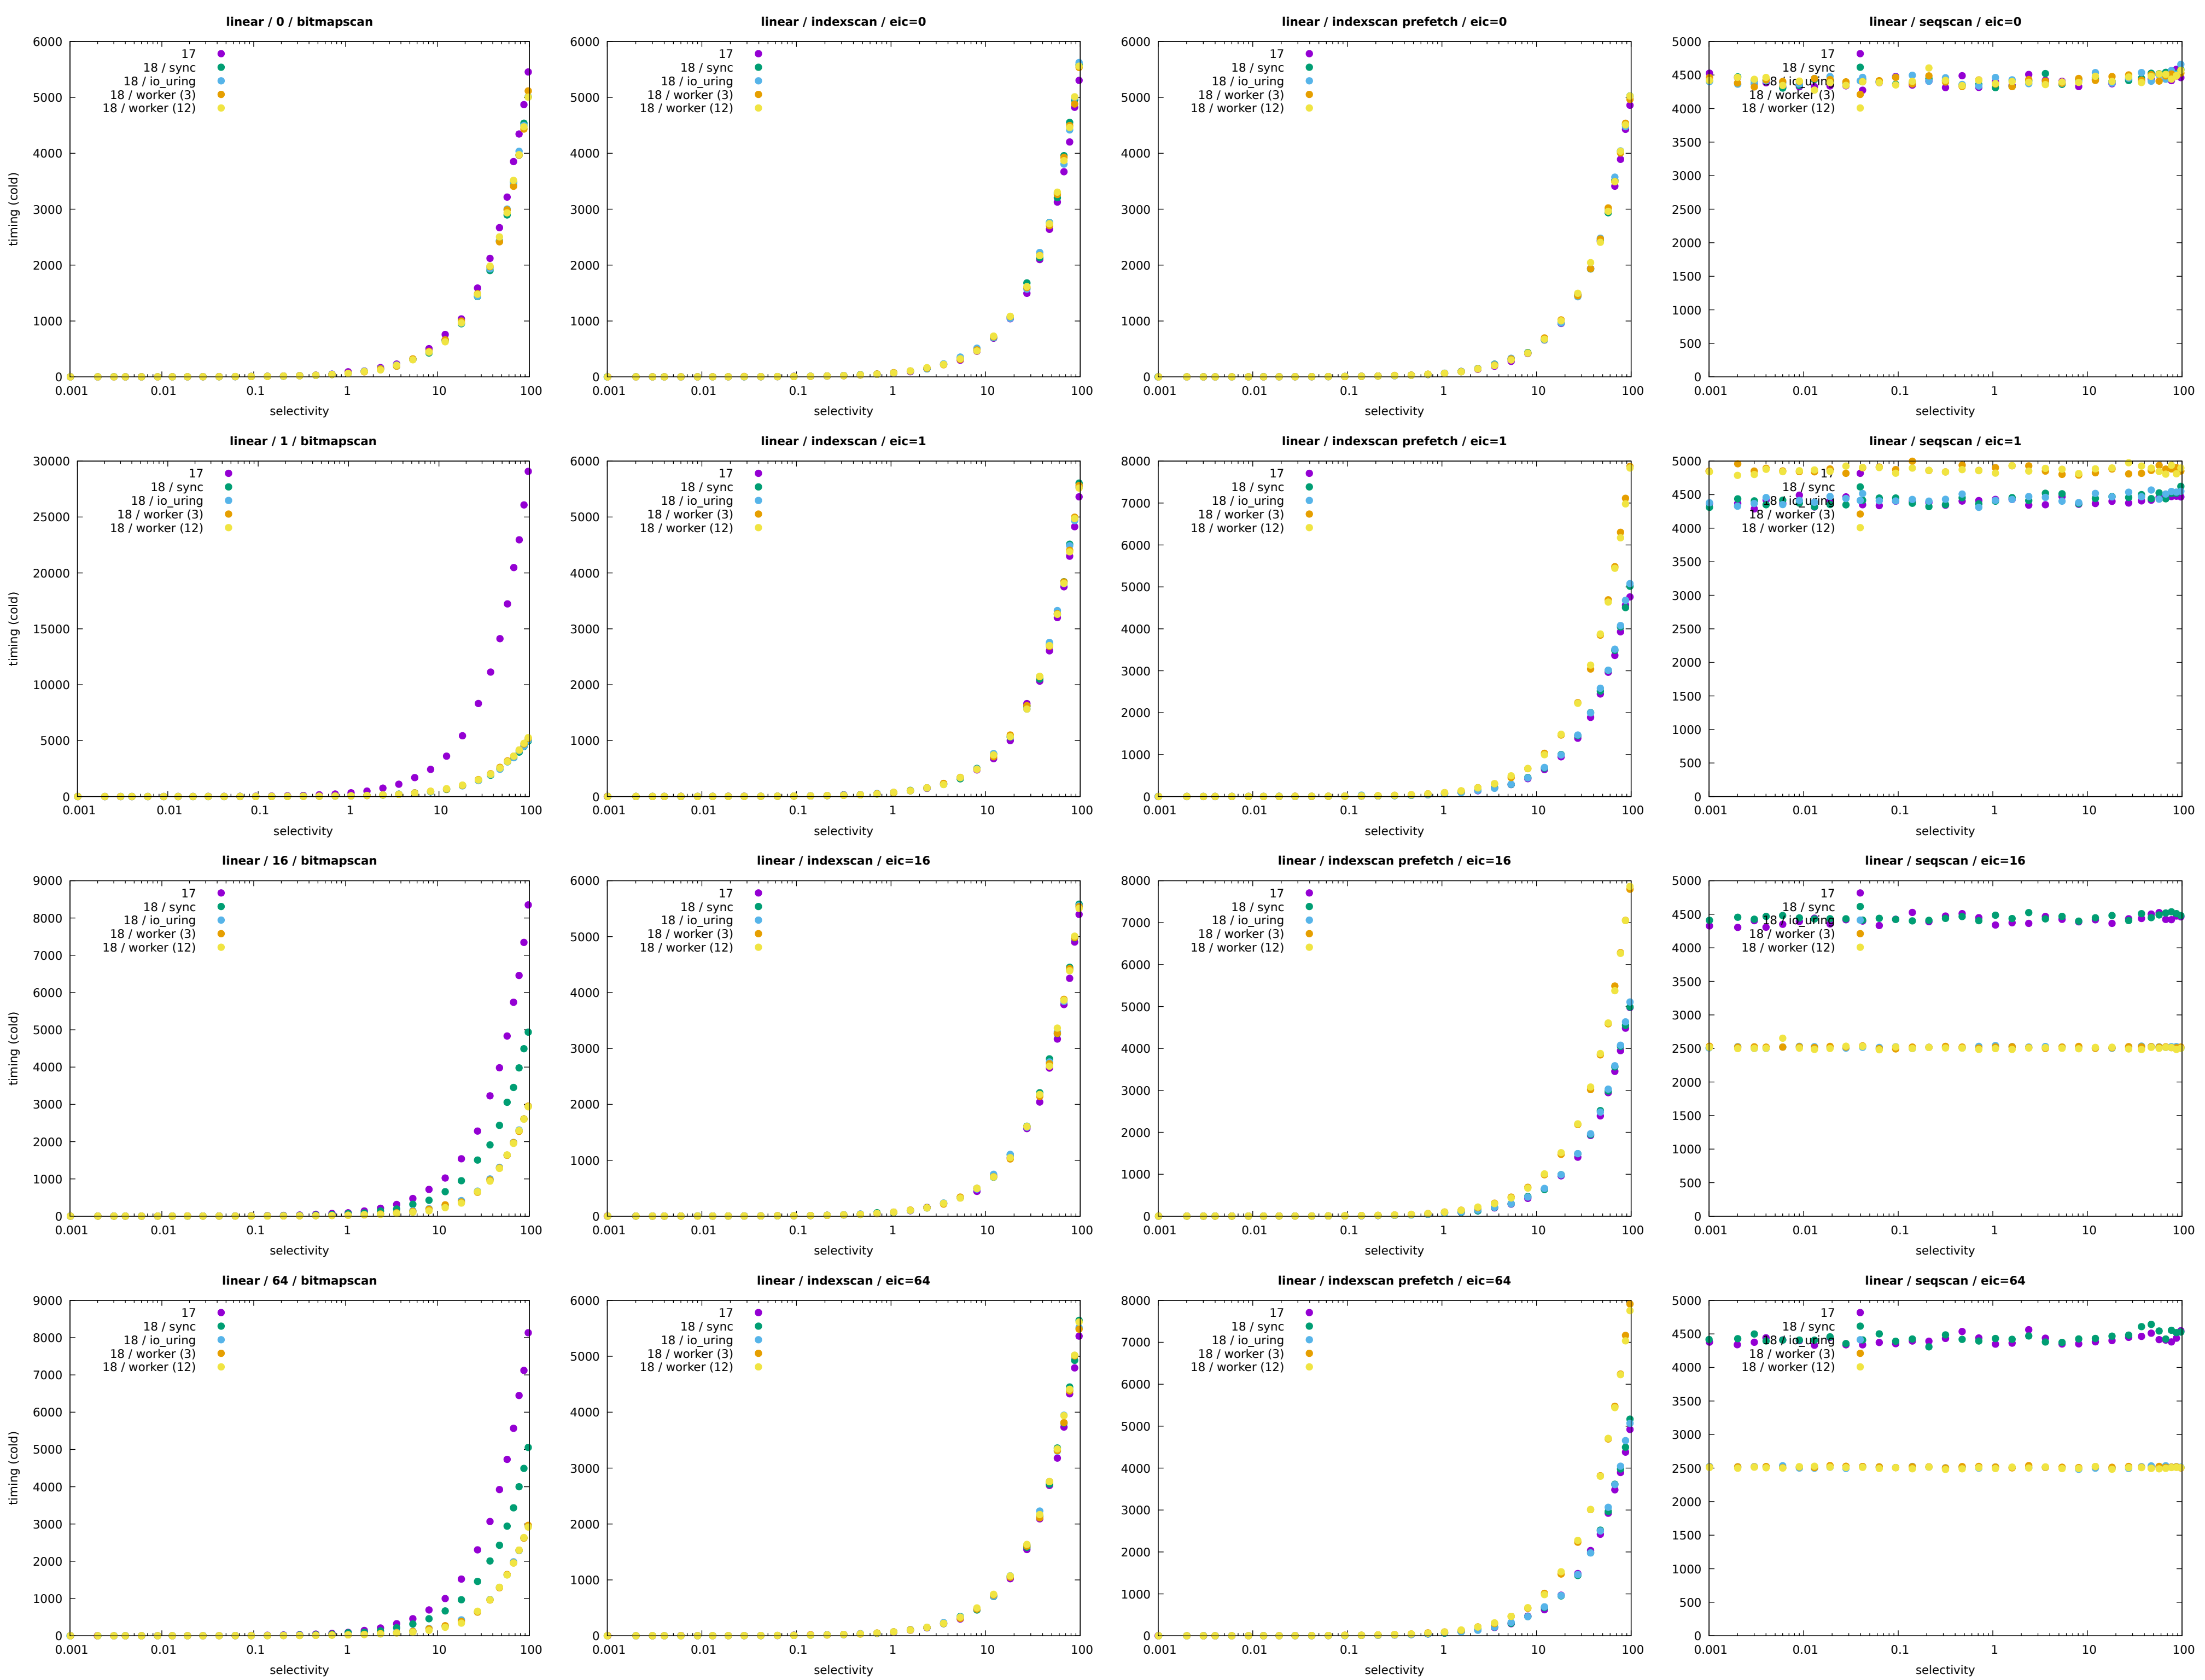 linear / 0 / bitmapscan
6000
5000
4000
3000
2000
1000
0
timing (cold)
17
18 / sync
18 / io_uring
18 / worker (3)
18 / worker (12)
0.001 0.01 0.1 1 10 100
selectivity
linear / indexscan / eic=0
6000
5000
4000
3000
2000
1000
0
17
18 / sync
18 / io_uring
18 / worker (3)
18 / worker (12)
0.001 0.01 0.1 1 10 100
selectivity
linear / indexscan prefetch / eic=0
6000
5000
4000
3000
2000
1000
0
17
18 / sync
18 / io_uring
18 / worker (3)
18 / worker (12)
0.001 0.01 0.1 1 10 100
selectivity
linear / seqscan / eic=0
5000
4500
4000
3500
3000
2500
2000
1500
1000
500
0
17
18 / sync
18 / io_uring
18 / worker (3)
18 / worker (12)
0.001 0.01 0.1 1 10 100
selectivity
linear / 1 / bitmapscan
30000
25000
20000
15000
10000
5000
0
timing (cold)
17
18 / sync
18 / io_uring
18 / worker (3)
18 / worker (12)
0.001 0.01 0.1 1 10 100
selectivity
linear / indexscan / eic=1
6000
5000
4000
3000
2000
1000
0
17
18 / sync
18 / io_uring
18 / worker (3)
18 / worker (12)
0.001 0.01 0.1 1 10 100
selectivity
linear / indexscan prefetch / eic=1
8000
7000
6000
5000
4000
3000
2000
1000
0
17
18 / sync
18 / io_uring
18 / worker (3)
18 / worker (12)
0.001 0.01 0.1 1 10 100
selectivity
linear / seqscan / eic=1
5000
4500
4000
3500
3000
2500
2000
1500
1000
500
0
17
18 / sync
18 / io_uring
18 / worker (3)
18 / worker (12)
0.001 0.01 0.1 1 10 100
selectivity
linear / 16 / bitmapscan
9000
8000
7000
6000
5000
4000
3000
2000
1000
0
timing (cold)
17
18 / sync
18 / io_uring
18 / worker (3)
18 / worker (12)
0.001 0.01 0.1 1 10 100
selectivity
linear / indexscan / eic=16
6000
5000
4000
3000
2000
1000
0
17
18 / sync
18 / io_uring
18 / worker (3)
18 / worker (12)
0.001 0.01 0.1 1 10 100
selectivity
linear / indexscan prefetch / eic=16
8000
7000
6000
5000
4000
3000
2000
1000
0
17
18 / sync
18 / io_uring
18 / worker (3)
18 / worker (12)
0.001 0.01 0.1 1 10 100
selectivity
linear / seqscan / eic=16
5000
4500
4000
3500
3000
2500
2000
1500
1000
500
0
17
18 / sync
18 / io_uring
18 / worker (3)
18 / worker (12)
0.001 0.01 0.1 1 10 100
selectivity
linear / 64 / bitmapscan
9000
8000
7000
6000
5000
4000
3000
2000
1000
0
timing (cold)
17
18 / sync
18 / io_uring
18 / worker (3)
18 / worker (12)
0.001 0.01 0.1 1 10 100
selectivity
linear / indexscan / eic=64
6000
5000
4000
3000
2000
1000
0
17
18 / sync
18 / io_uring
18 / worker (3)
18 / worker (12)
0.001 0.01 0.1 1 10 100
selectivity
linear / indexscan prefetch / eic=64
8000
7000
6000
5000
4000
3000
2000
1000
0
17
18 / sync
18 / io_uring
18 / worker (3)
18 / worker (12)
0.001 0.01 0.1 1 10 100
selectivity
linear / seqscan / eic=64
5000
4500
4000
3500
3000
2500
2000
1500
1000
500
0
17
18 / sync
18 / io_uring
18 / worker (3)
18 / worker (12)
0.001 0.01 0.1 1 10 100
selectivity